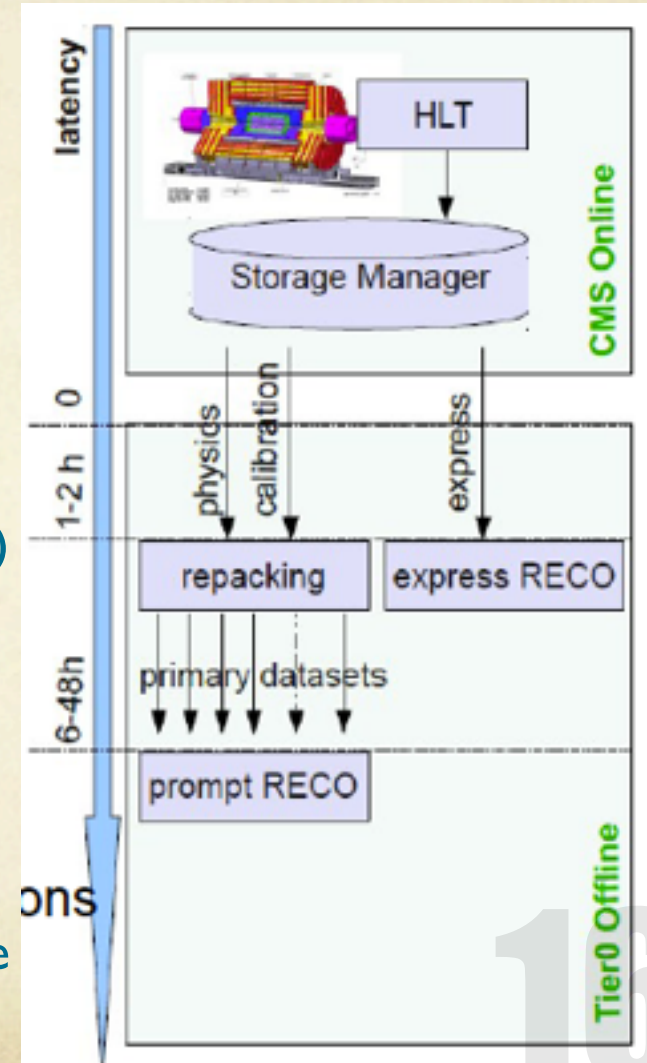 latency
HLT
Storage Manager
CMS Online
0
physics
calibration
express
1-2 h
)
repacking
express RECO
6-48h
primary datasets
prompt RECO
ons
e
Tier0 Offline
16